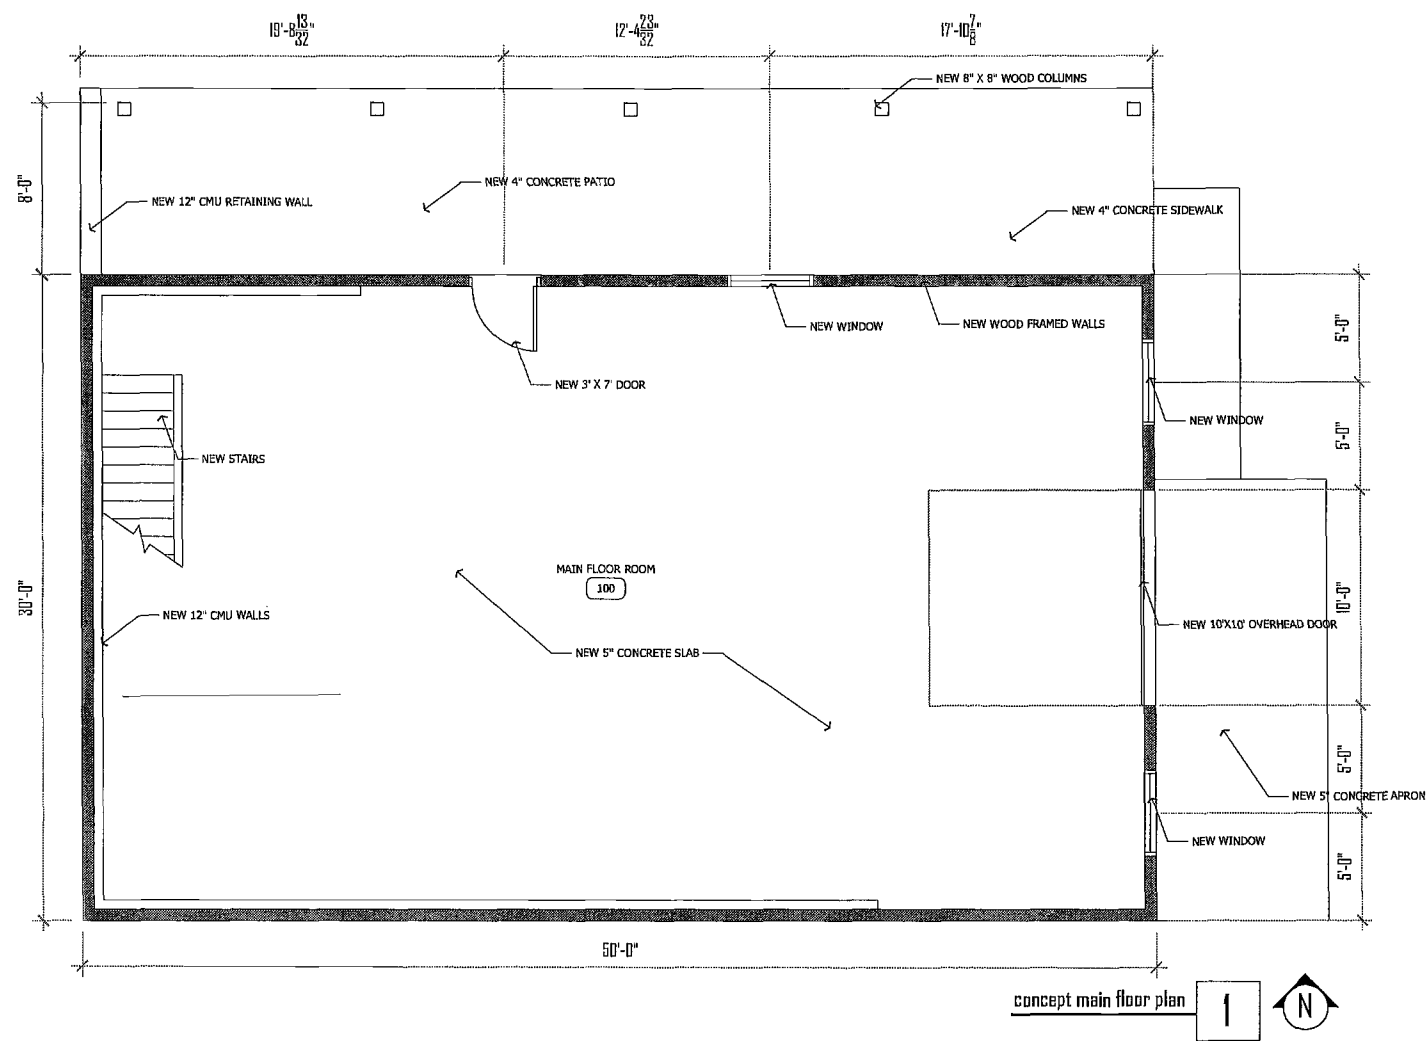 19'-8 13/32" 12'-4 23/32" 17'-10 7/8"
NEW 8" X 8" WOOD COLUMNS
8'-0"
NEW 4" CONCRETE PATIO
NEW 12" CMU RETAINING WALL
NEW 4" CONCRETE SIDEWALK
NEW WINDOW
NEW WOOD FRAMED WALLS
5'-0"
NEW 3' X 7' DOOR
NEW WINDOW
5'-0"
NEW STAIRS
MAIN FLOOR ROOM
100
30'-0"
10'-0"
NEW 12" CMU WALLS
NEW 10'X10' OVERHEAD DOOR
NEW 5" CONCRETE SLAB
5'-0"
NEW 5" CONCRETE APRON
NEW WINDOW
5'-0"
50'-0"
concept main floor plan 1 N